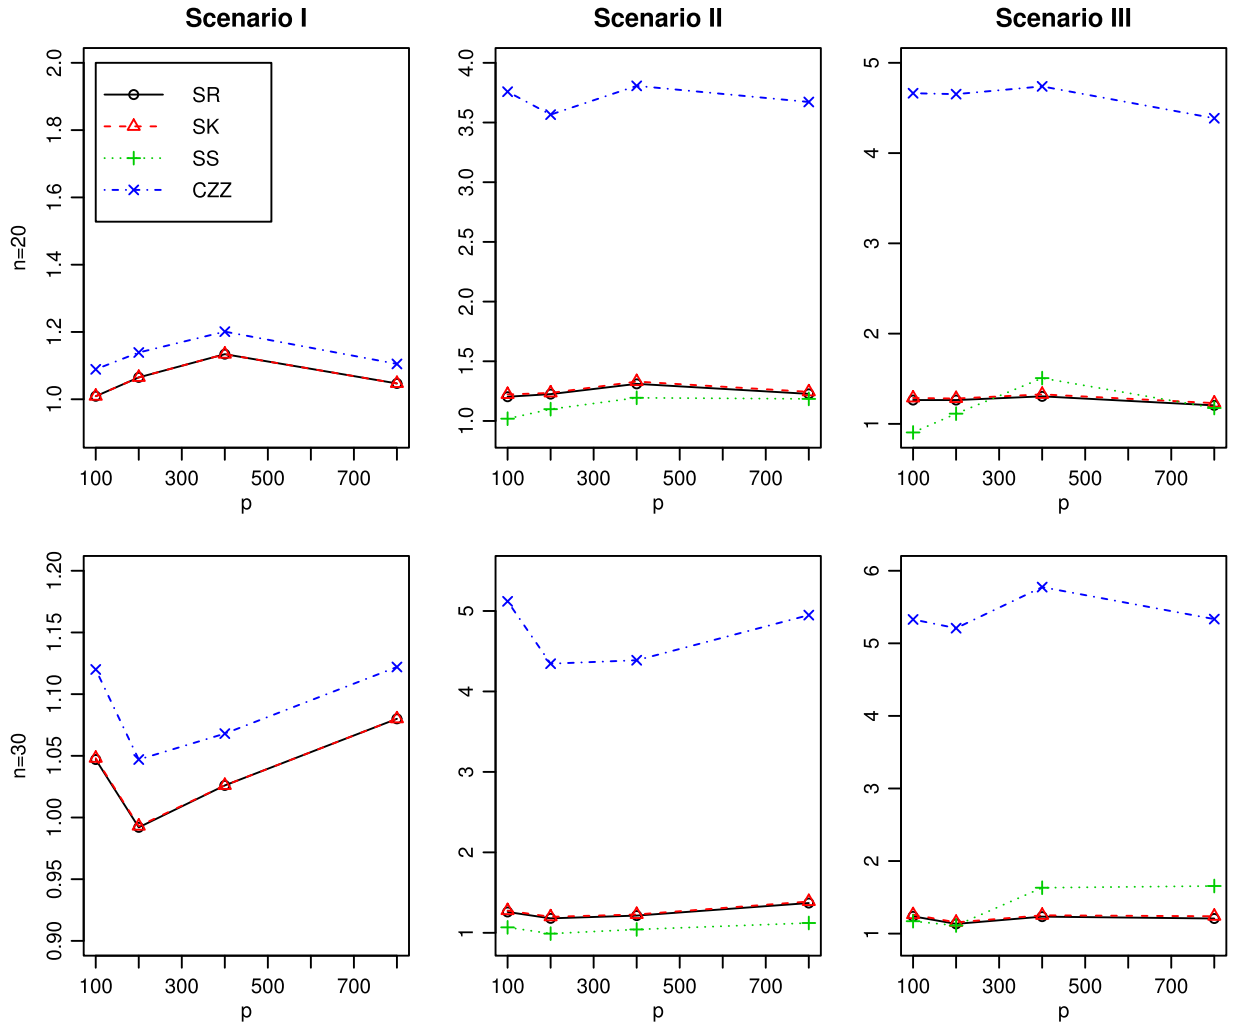 Scenario I
Scenario II
Scenario III
n=20
2.0
1.8
1.6
1.4
1.2
1.0
SR
SK
SS
CZZ
100 300 500 700
p
4.0
3.5
3.0
2.5
2.0
1.5
1.0
100 300 500 700
p
5
4
3
2
1
100 300 500 700
p
n=30
1.20
1.15
1.10
1.05
1.00
0.95
0.90
100 300 500 700
p
5
4
3
2
1
100 300 500 700
p
6
5
4
3
2
1
100 300 500 700
p